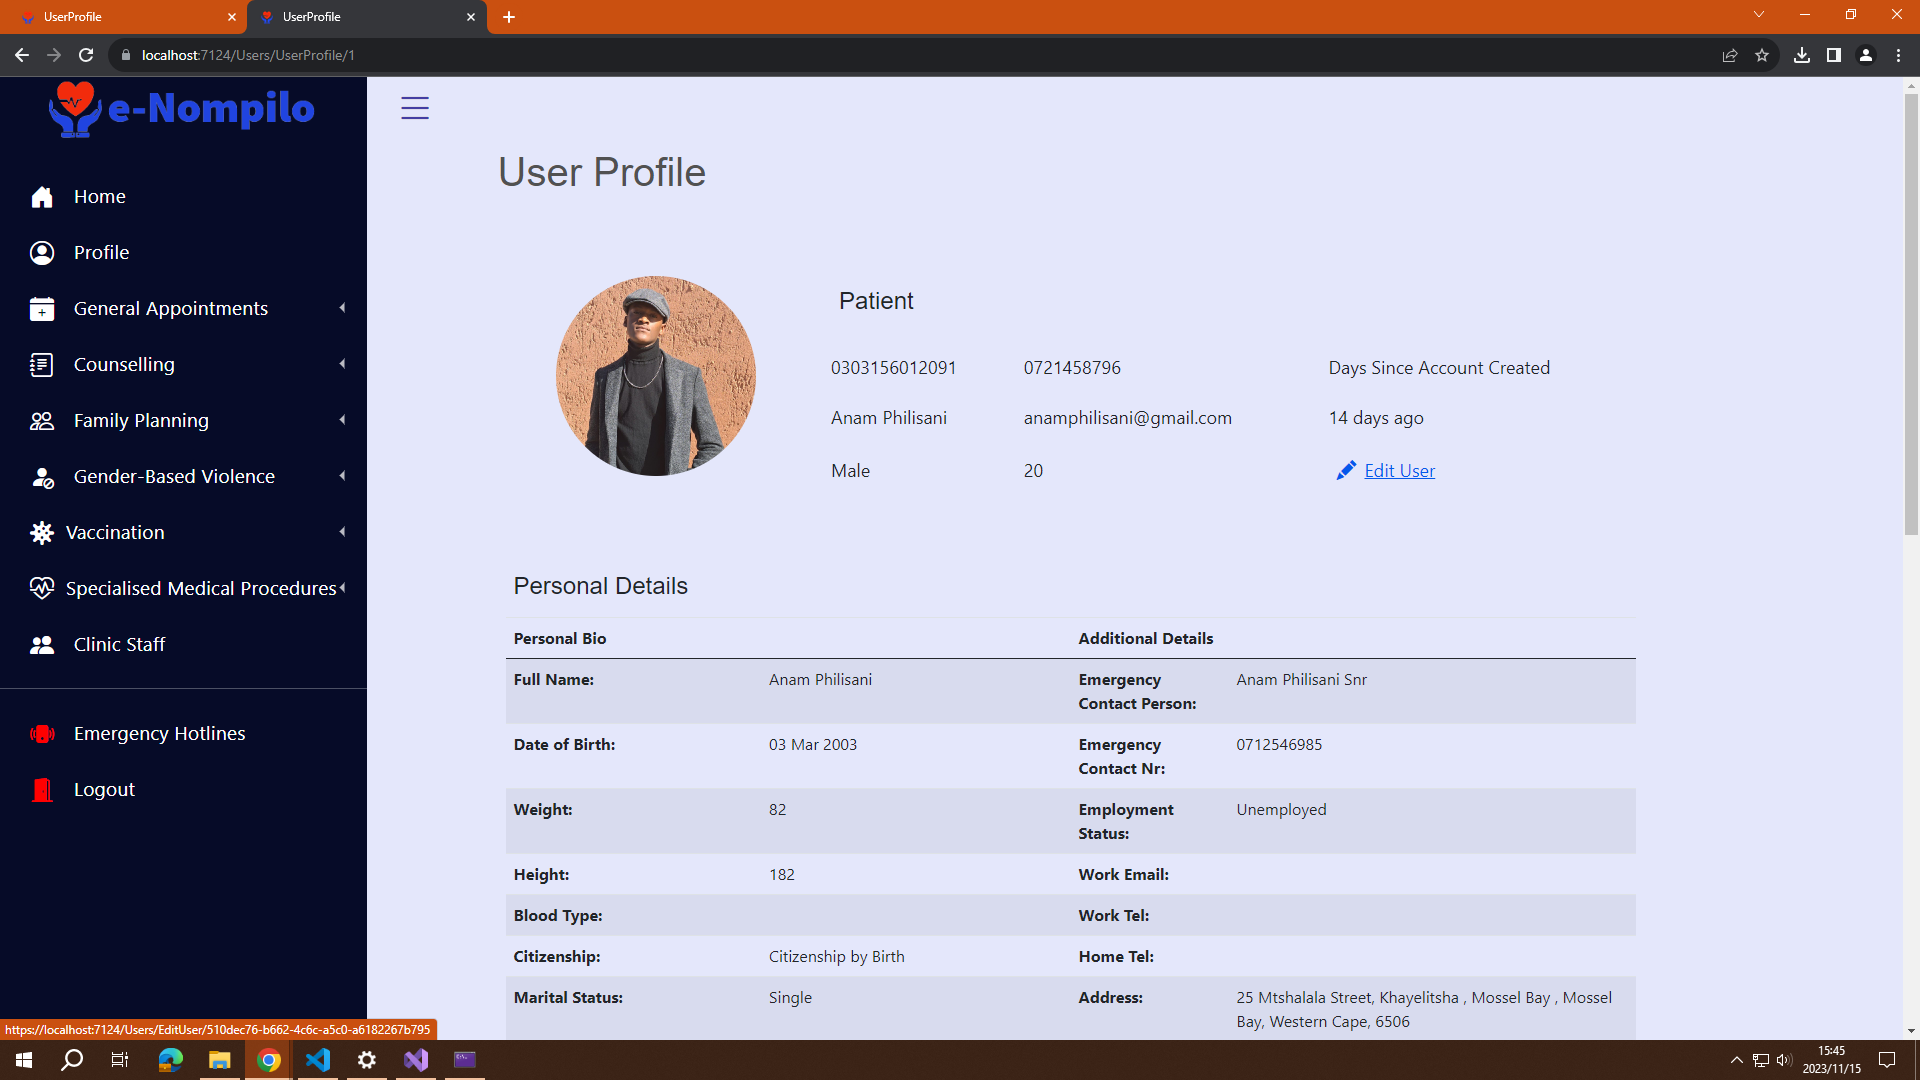 UserProfile
UserProfile
localhost:7124/Users/UserProfile/1
e-Nompilo
Home
Profile
General Appointments
Counselling
Family Planning
Gender-Based Violence
Vaccination
Specialised Medical Procedures
Clinic Staff
Emergency Hotlines
Logout
User Profile
Patient
0303156012091 0721458796 Days Since Account Created
Anam Philisani anamphilisani@gmail.com 14 days ago
Male 20 Edit User
Personal Details
Personal Bio Additional Details
Full Name: Anam Philisani Emergency Anam Philisani Snr
Contact Person:
Date of Birth: 03 Mar 2003 Emergency 0712546985
Contact Nr:
Weight: 82 Employment Unemployed
Status:
Height: 182 Work Email:
Blood Type: Work Tel:
Citizenship: Citizenship by Birth Home Tel:
Marital Status: Single Address: 25 Mtshalala Street, Khayelitsha , Mossel Bay , Mossel
Bay, Western Cape, 6506
https://localhost:7124/Users/EditUser/510dec76-b662-4c6c-a5c0-a6182267b795
15:45
2023/11/15